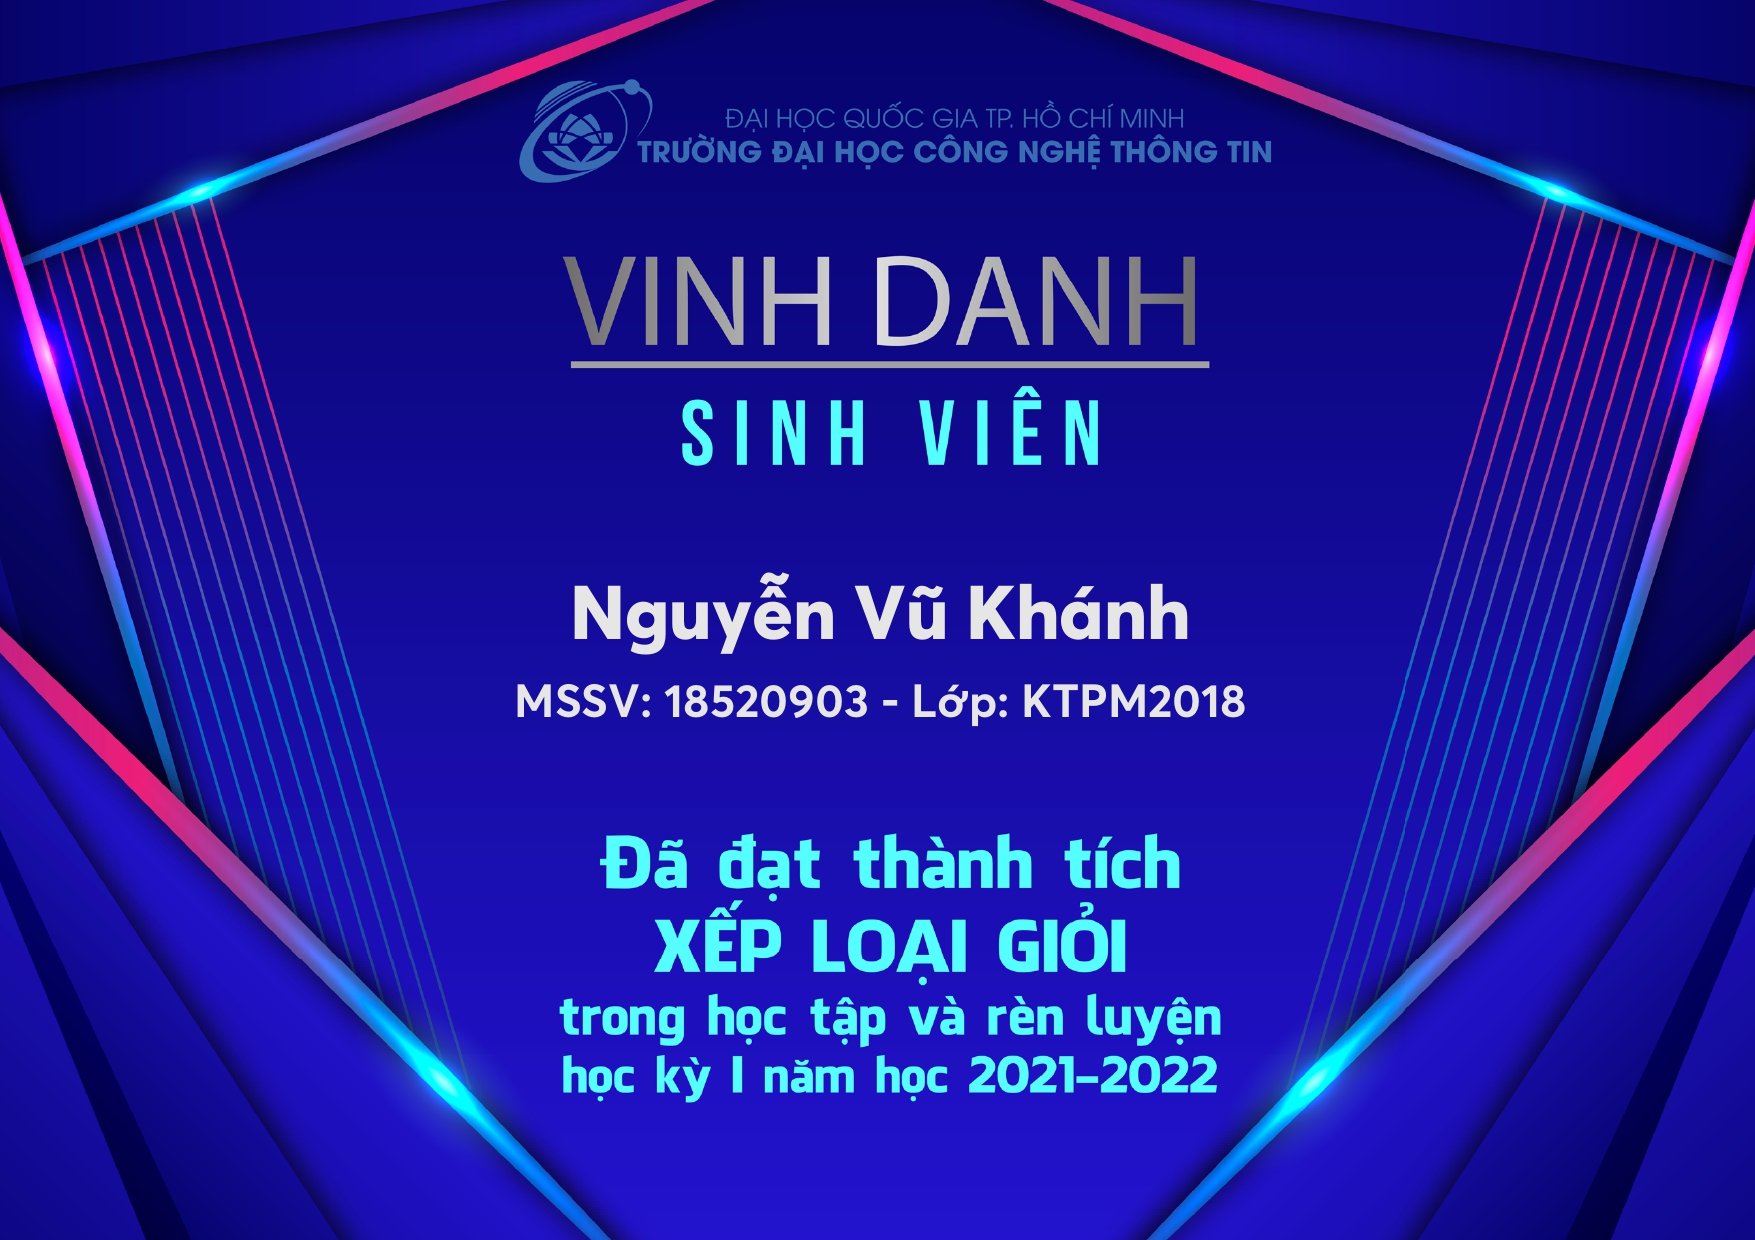 ĐẠI HỌC QUỐC GIA TP. HỒ CHÍ MINH
TRƯỜNG ĐẠI HỌC CÔNG NGHỆ THÔNG TIN
VINH DANH
SINH VIÊN
Nguyễn Vũ Khánh
MSSV: 18520903 - Lớp: KTPM2018
Đã đạt thành tích
XẾP LOẠI GIỎI
trong học tập và rèn luyện
học kỳ I năm học 2021-2022